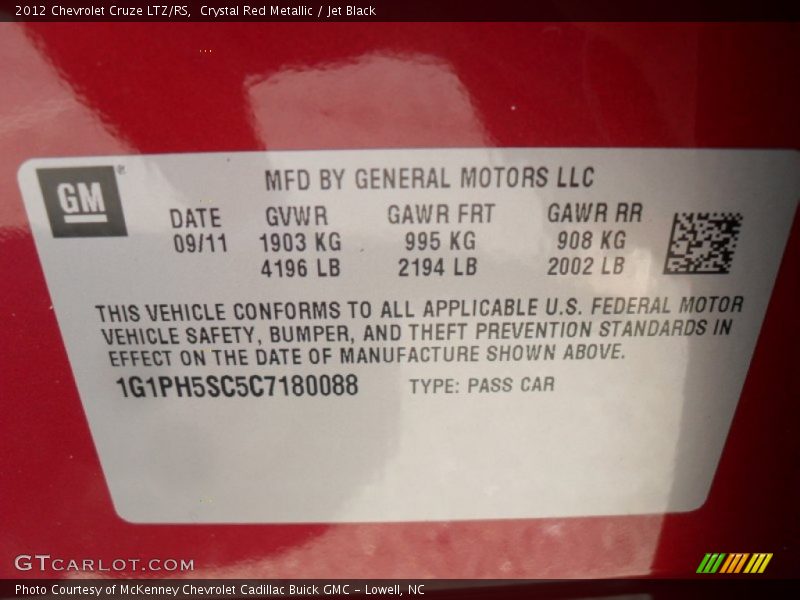 2012 Chevrolet Cruze LTZ/RS, Crystal Red Metallic / Jet Black
GM
MFD BY GENERAL MOTORS LLC
DATE GVWR GAWR FRT GAWR RR
09/11 1903 KG 995 KG 908 KG
4196 LB 2194 LB 2002 LB
THIS VEHICLE CONFORMS TO ALL APPLICABLE U.S. FEDERAL MOTOR
VEHICLE SAFETY, BUMPER, AND THEFT PREVENTION STANDARDS IN
EFFECT ON THE DATE OF MANUFACTURE SHOWN ABOVE.
1G1PH5SC5C7180088 TYPE: PASS CAR
GTCARLOT.COM
Photo Courtesy of McKenney Chevrolet Cadillac Buick GMC - Lowell, NC